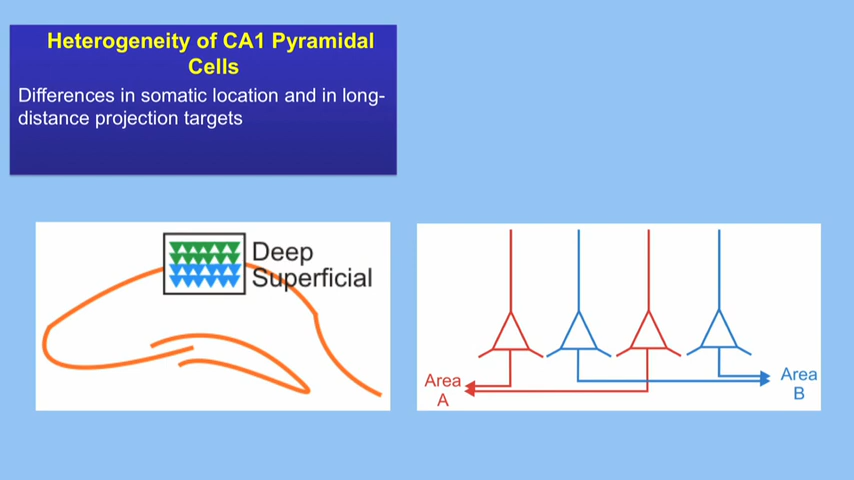 Heterogeneity of CA1 Pyramidal
Cells
Differences in somatic location and in long-
distance projection targets
Deep
Superficial
Area
A
Area
B